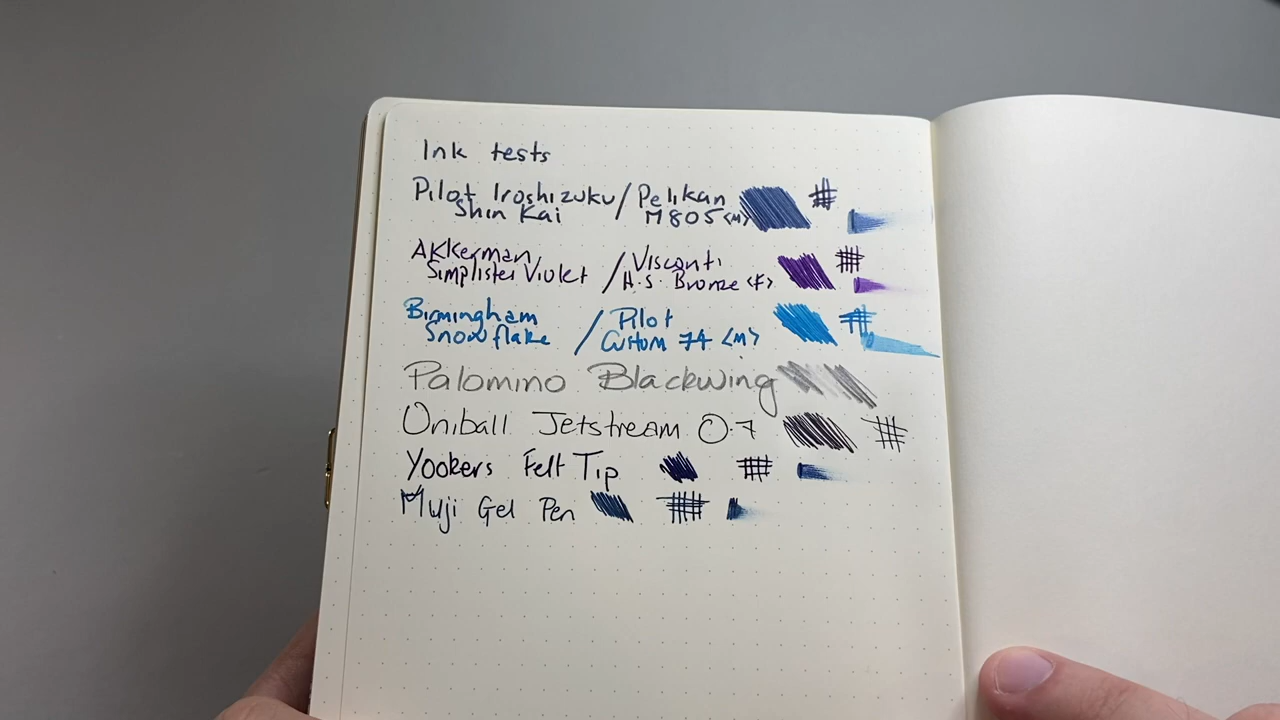 Ink tests
Pilot Iroshizuku / Pelikan
Shin Kai M805 <M>
Akkerman / Visconti
Simplister Violet H.S. Bronze <F>
Birmingham / Pilot
Snowflake Custom 74 <M>
Palomino Blackwing
Uniball Jetstream 0.7
Yookers Felt Tip
Muji Gel Pen